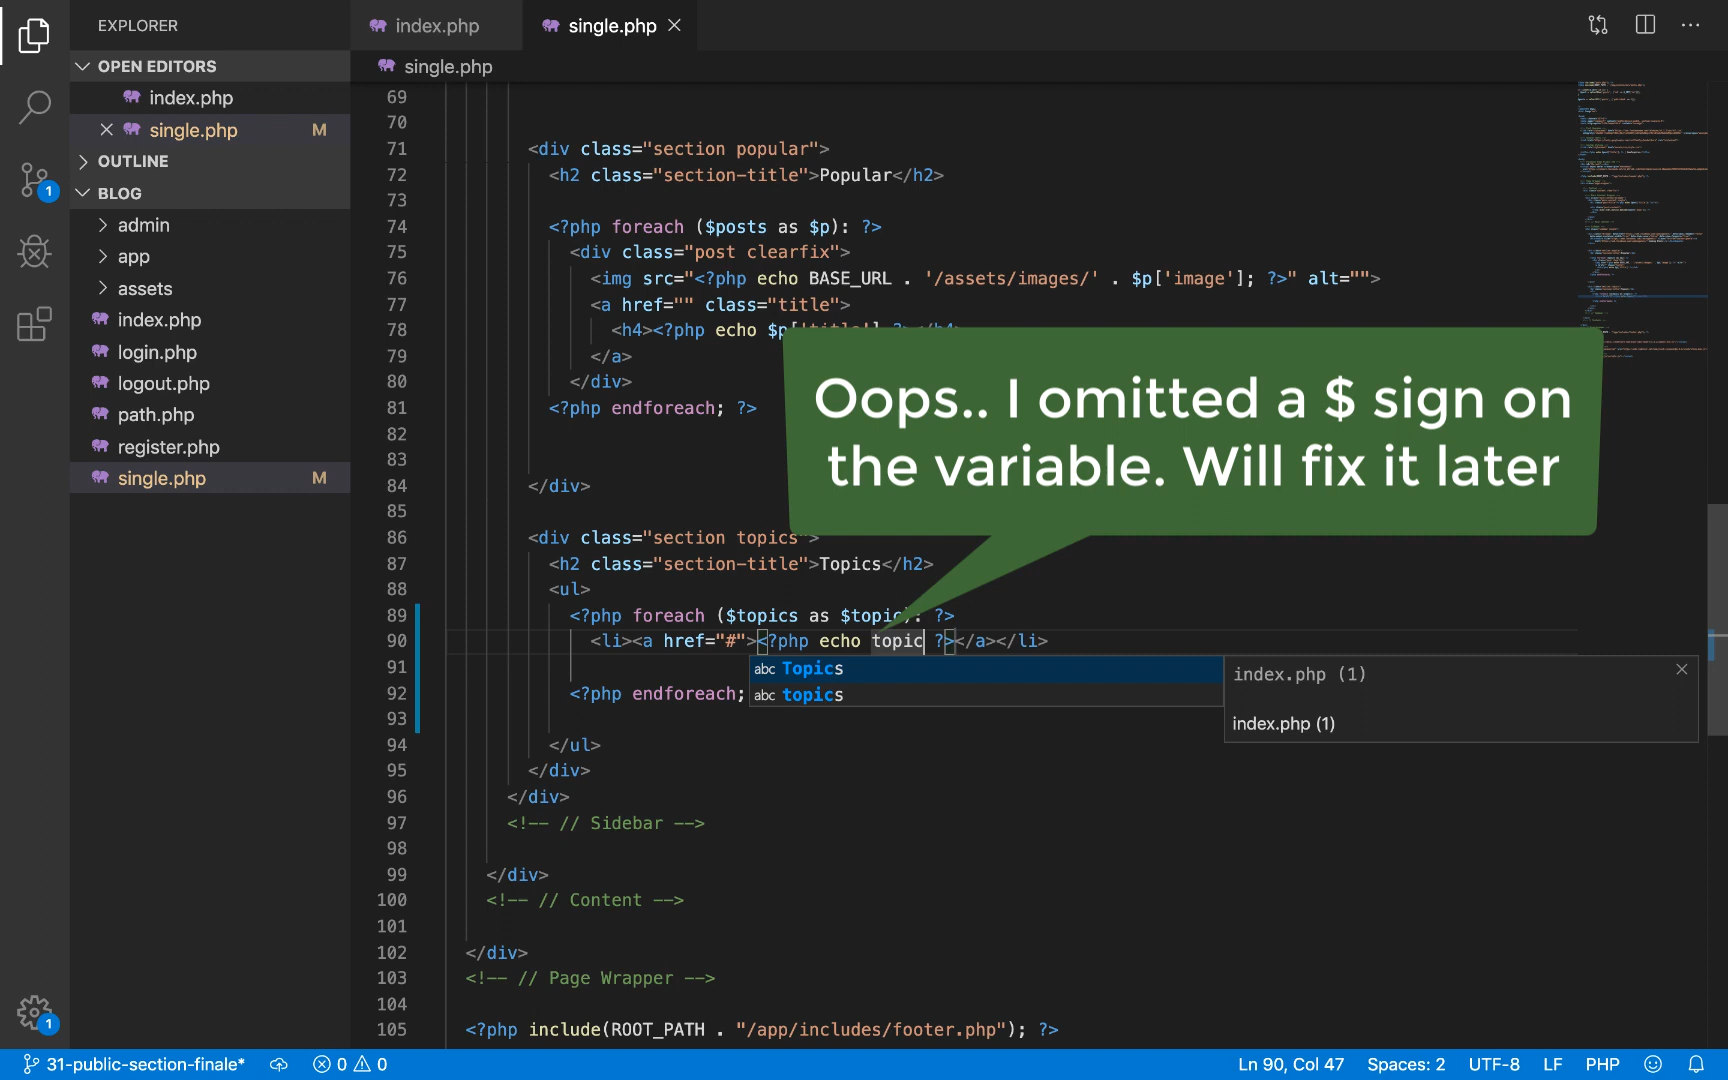 EXPLORER
index.php
single.php
OPEN EDITORS
single.php
index.php
single.php M
OUTLINE
BLOG
1
admin
app
assets
index.php
login.php
logout.php
path.php
register.php
single.php M
69
70
71 <div class="section popular">
72 <h2 class="section-title">Popular</h2>
73
74 <?php foreach ($posts as $p): ?>
75 <div class="post clearfix">
76 <img src="<?php echo BASE_URL . '/assets/images/' . $p['image']; ?>" alt="">
77 <a href="" class="title">
78 <h4><?php echo $p['title'] ?></h4>
79 </a>
80 </div>
81 <?php endforeach; ?>
82
83
84 </div>
85
86 <div class="section topics">
87 <h2 class="section-title">Topics</h2>
88 <ul>
89 <?php foreach ($topics as $topic): ?>
90 <li><a href="#"><?php echo topic ?></a></li>
91
92 <?php endforeach;
93
94 </ul>
95 </div>
96 </div>
97 <!-- // Sidebar -->
98
99 </div>
100 <!-- // Content -->
101
102 </div>
103 <!-- // Page Wrapper -->
104
105 <?php include(ROOT_PATH . "/app/includes/footer.php"); ?>
Oops.. I omitted a $ sign on
the variable. Will fix it later
abc Topics
abc topics
index.php (1)
index.php (1)
1
31-public-section-finale*
0 0
Ln 90, Col 47
Spaces: 2
UTF-8
LF
PHP